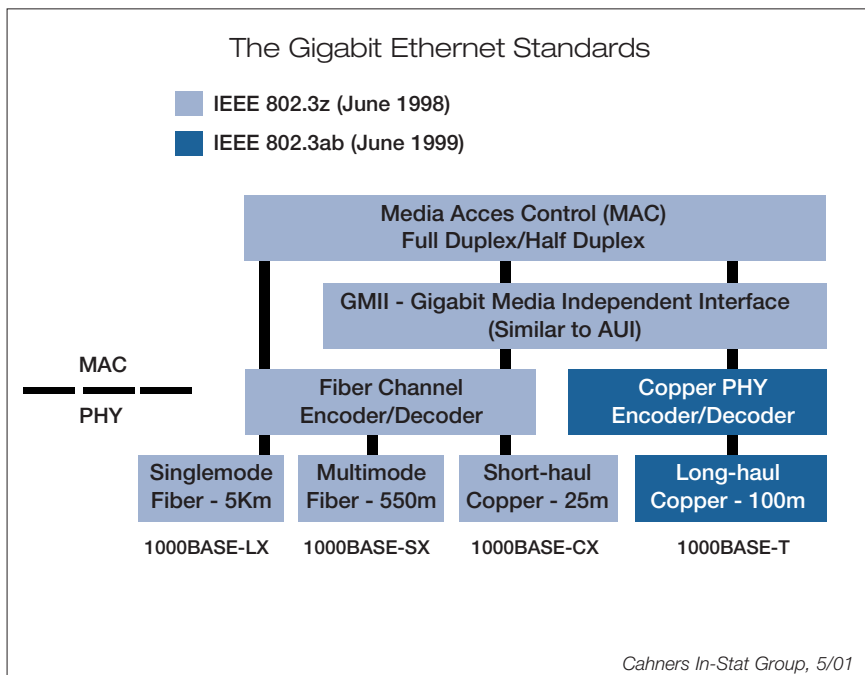 The Gigabit Ethernet Standards
IEEE 802.3z (June 1998)
IEEE 802.3ab (June 1999)
Media Acces Control (MAC)
Full Duplex/Half Duplex
GMII - Gigabit Media Independent Interface
(Similar to AUI)
MAC
PHY
Fiber Channel
Encoder/Decoder
Copper PHY
Encoder/Decoder
Singlemode
Fiber - 5Km
Multimode
Fiber - 550m
Short-haul
Copper - 25m
Long-haul
Copper - 100m
1000BASE-LX
1000BASE-SX
1000BASE-CX
1000BASE-T
Cahners In-Stat Group, 5/01